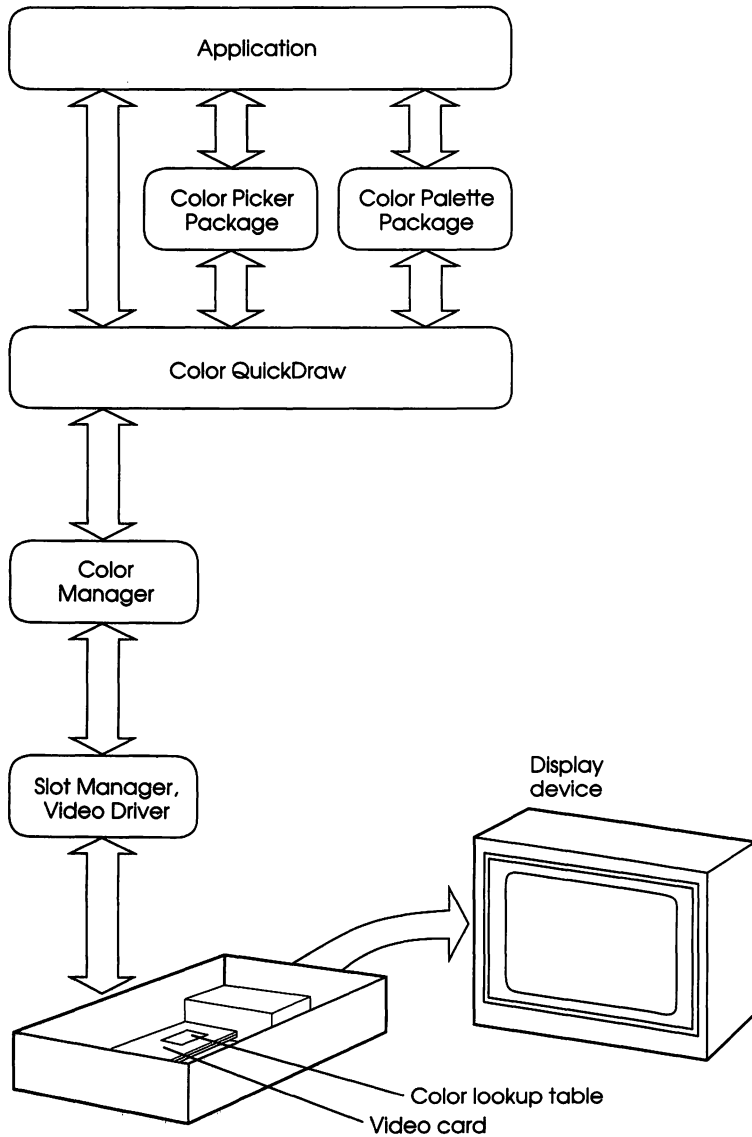 Application
Color Picker
Package
Color Palette
Package
Color QuickDraw
Color
Manager
Slot Manager,
Video Driver
Display
device
Color lookup table
Video card